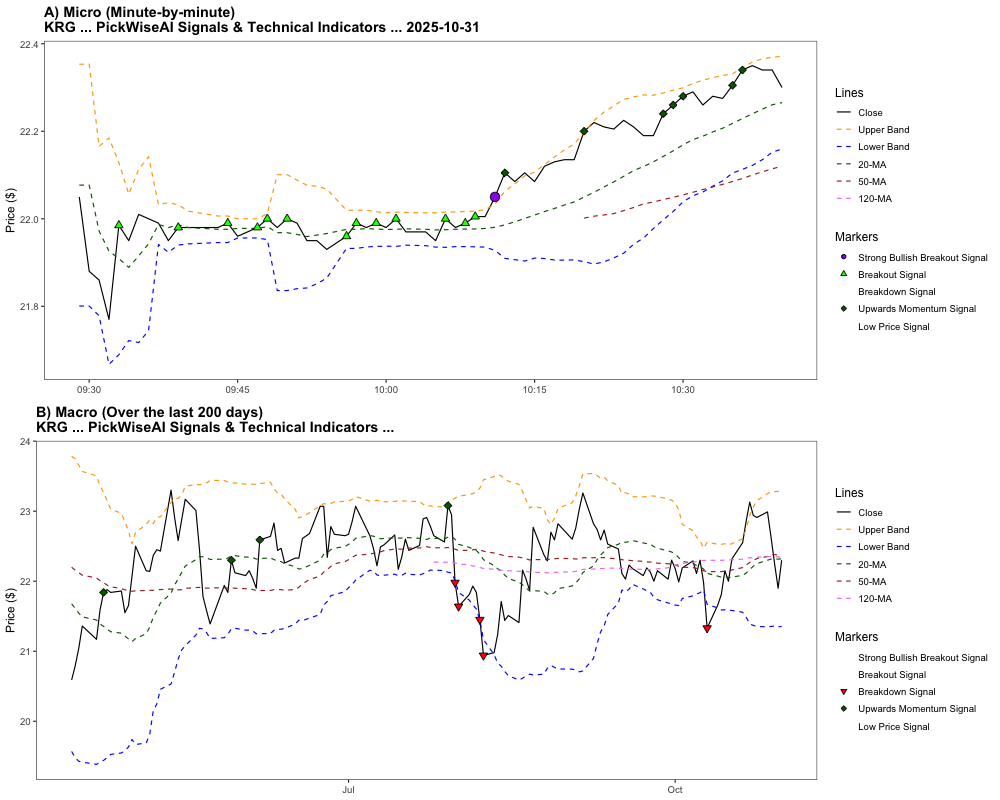 A) Micro (Minute-by-minute)
KRG ... PickWiseAI Signals & Technical Indicators ... 2025-10-31
Price ($)
22.4
22.2
22.0
21.8
09:30
09:45
10:00
10:15
10:30
Lines
Close
Upper Band
Lower Band
20-MA
50-MA
120-MA
Markers
Strong Bullish Breakout Signal
Breakout Signal
Breakdown Signal
Upwards Momentum Signal
Low Price Signal
B) Macro (Over the last 200 days)
KRG ... PickWiseAI Signals & Technical Indicators ...
Price ($)
24
23
22
21
20
Jul
Oct
Lines
Close
Upper Band
Lower Band
20-MA
50-MA
120-MA
Markers
Strong Bullish Breakout Signal
Breakout Signal
Breakdown Signal
Upwards Momentum Signal
Low Price Signal